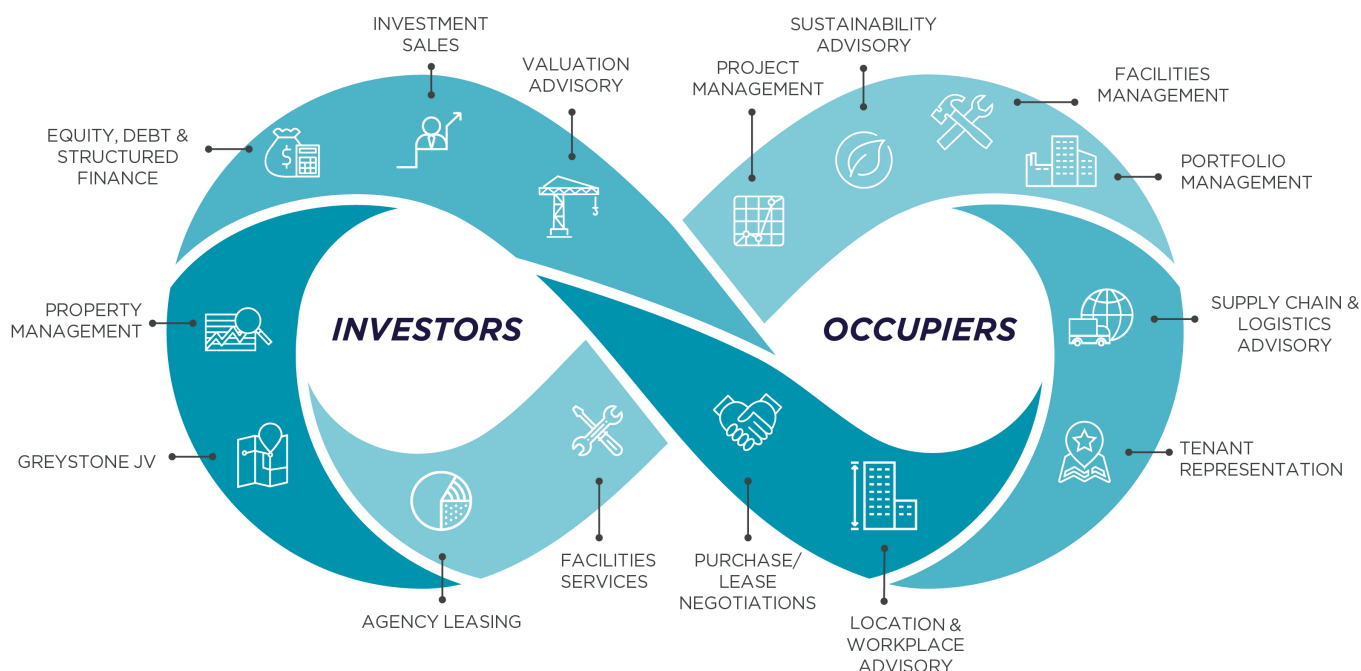 INVESTMENT
SALES
VALUATION
ADVISORY
EQUITY, DEBT &
STRUCTURED
FINANCE
PROPERTY
MANAGEMENT
GREYSTONE JV
AGENCY LEASING
FACILITIES
SERVICES
INVESTORS
$
SUSTAINABILITY
ADVISORY
PROJECT
MANAGEMENT
FACILITIES
MANAGEMENT
PORTFOLIO
MANAGEMENT
SUPPLY CHAIN &
LOGISTICS
ADVISORY
TENANT
REPRESENTATION
OCCUPIERS
PURCHASE/
LEASE
NEGOTIATIONS
LOCATION &
WORKPLACE
ADVISORY